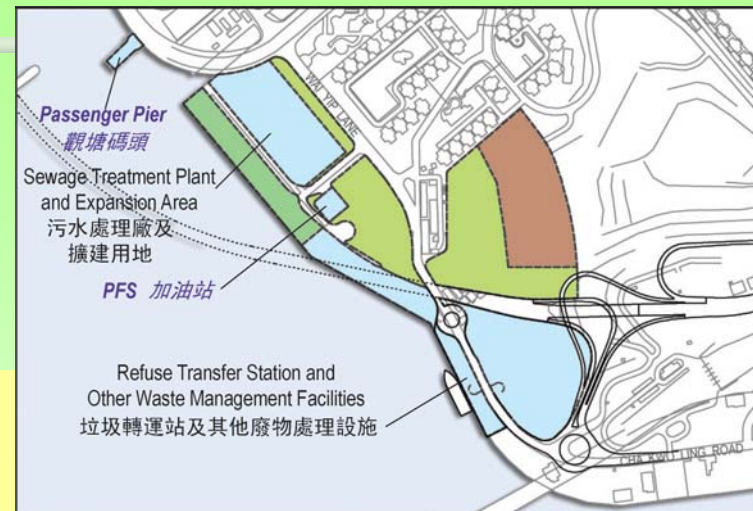 WAI YIP LANE
Passenger Pier
觀塘碼頭
Sewage Treatment Plant
and Expansion Area
污水處理廠及
擴建用地
PFS 加油站
Refuse Transfer Station and
Other Waste Management Facilities
垃圾轉運站及其他廢物處理設施
CHA KWO LING ROAD